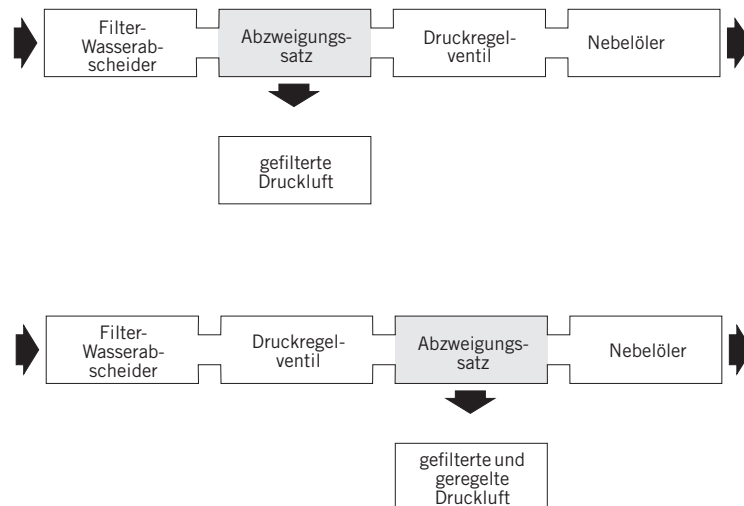 Filter-
Wasserab-
scheider
Abzweigungs-
satz
Druckregel-
ventil
Nebelöler
gefilterte
Druckluft
Filter-
Wasserab-
scheider
Druckregel-
ventil
Abzweigungs-
satz
Nebelöler
gefilterte und
geregelte
Druckluft